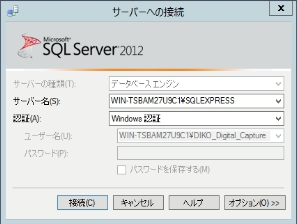 サーバーへの接続
x
Microsoft
SQL Server 2012
サーバーの種類(T): データベース エンジン
サーバー名(S): WIN-TSBAM27U9C1¥SQLEXPRESS
認証(A): Windows 認証
ユーザー名(U): WIN-TSBAM27U9C1¥DIKO_Digital_Capture
パスワード(P):
パスワードを保存する(M)
接続(C) キャンセル ヘルプ オプション(O) >>